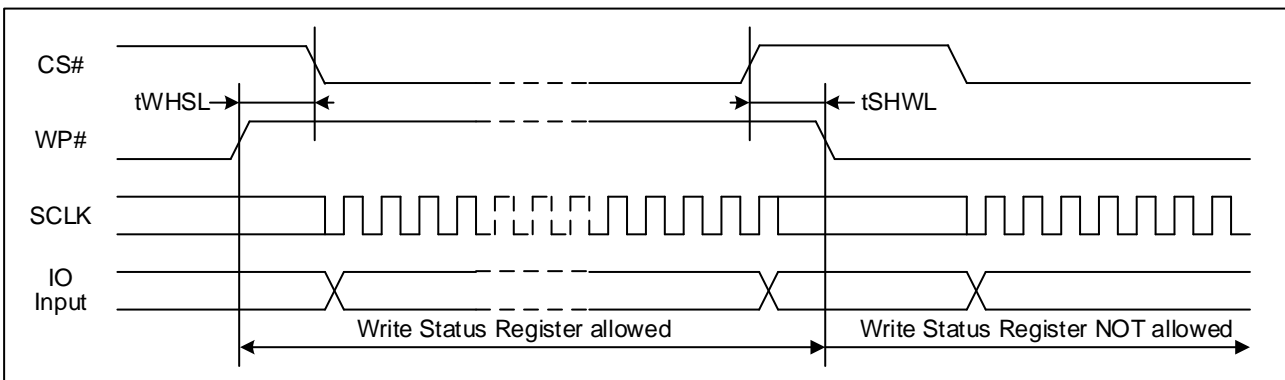 CS#
tWHSL
tSHWL
WP#
SCLK
IO
Input
Write Status Register allowed
Write Status Register NOT allowed